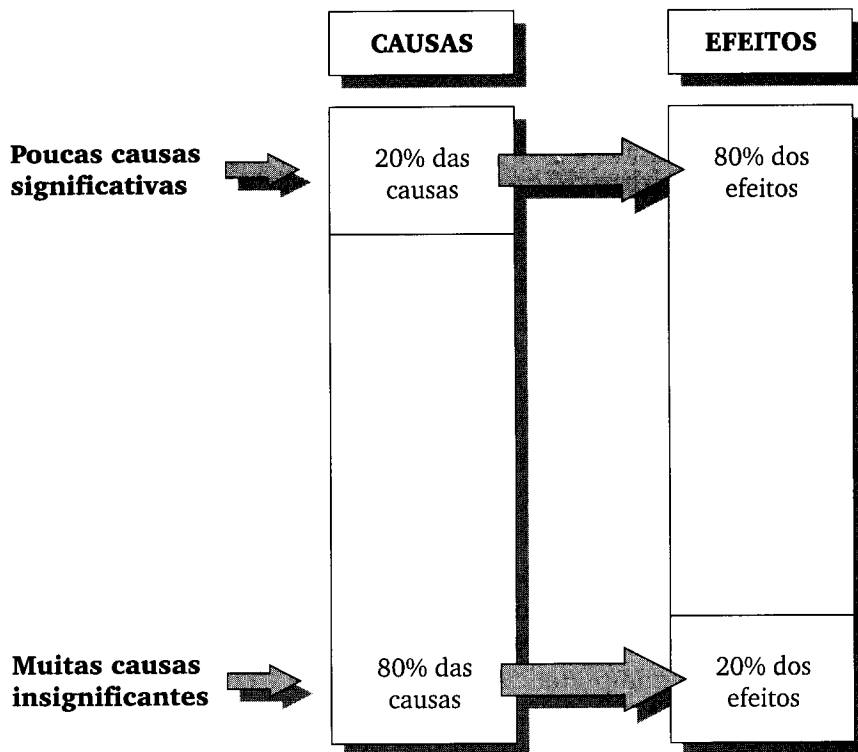 CAUSAS
EFEITOS
Poucas causas
significativas
20% das
causas
80% dos
efeitos
Muitas causas
insignificantes
80% das
causas
20% dos
efeitos